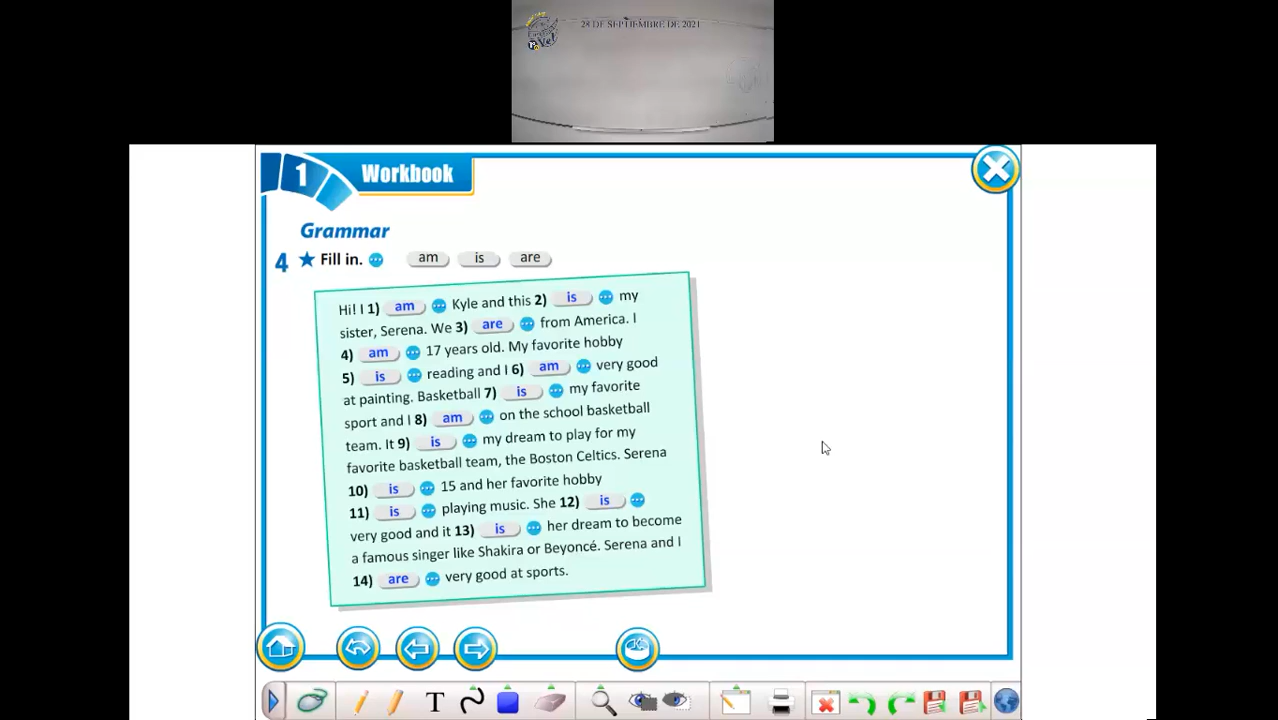 28 DE SEPTIEMBRE DE 2021
1 Workbook
Grammar
4 ★ Fill in. am is are
Hi! I 1) am Kyle and this 2) is my
sister, Serena. We 3) are from America. I
4) am 17 years old. My favorite hobby
5) is reading and I 6) am very good
at painting. Basketball 7) is my favorite
sport and I 8) am on the school basketball
team. It 9) is my dream to play for my
favorite basketball team, the Boston Celtics. Serena
10) is 15 and her favorite hobby
11) is playing music. She 12) is
very good and it 13) is her dream to become
a famous singer like Shakira or Beyoncé. Serena and I
14) are very good at sports.
T